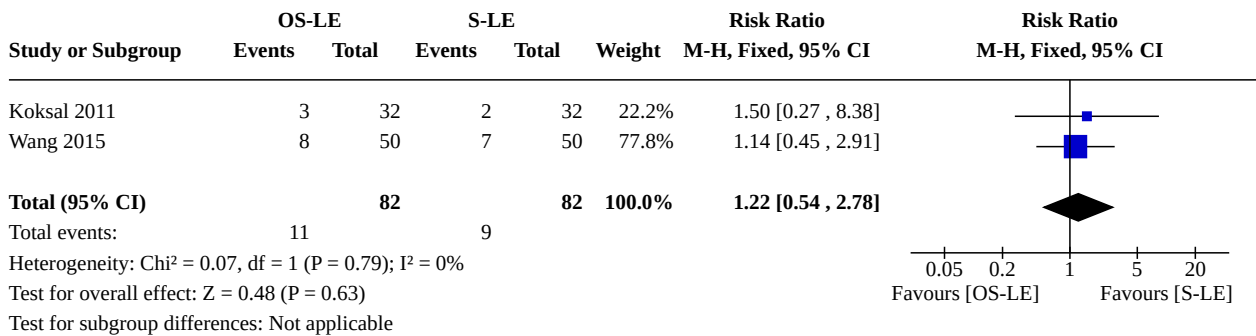 OS-LE S-LE Risk Ratio Risk Ratio
Study or Subgroup Events Total Events Total Weight M-H, Fixed, 95% CI M-H, Fixed, 95% CI
Koksal 2011 3 32 2 32 22.2% 1.50 [0.27 , 8.38]
Wang 2015 8 50 7 50 77.8% 1.14 [0.45 , 2.91]
Total (95% CI) 82 82 100.0% 1.22 [0.54 , 2.78]
Total events: 11 9
Heterogeneity: Chi² = 0.07, df = 1 (P = 0.79); I² = 0%
0.05 0.2 1 5 20
Test for overall effect: Z = 0.48 (P = 0.63)
Favours [OS-LE] Favours [S-LE]
Test for subgroup differences: Not applicable